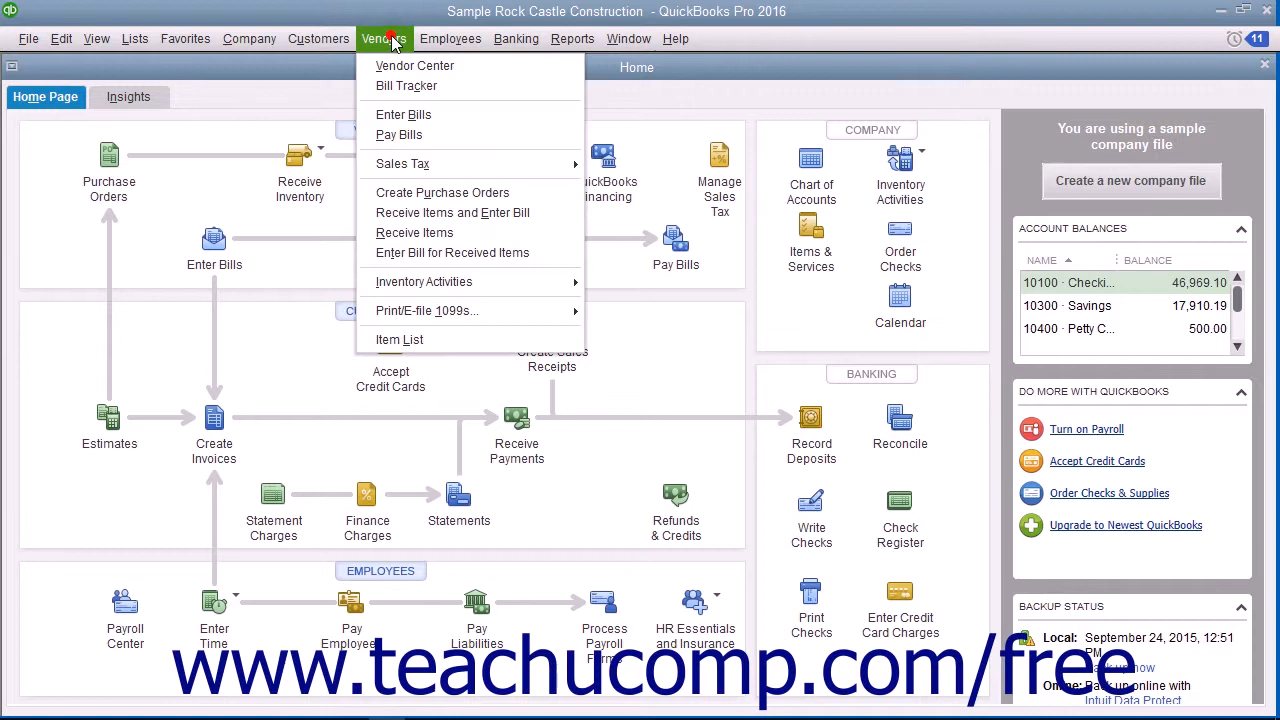 Sample Rock Castle Construction - QuickBooks Pro 2016
File Edit View Lists Favorites Company Customers Vendors Employees Banking Reports Window Help
11
Home
Home Page Insights
Vendor Center
Bill Tracker
Enter Bills
Pay Bills
Sales Tax
Create Purchase Orders
Receive Items and Enter Bill
Receive Items
Enter Bill for Received Items
Inventory Activities
Print/E-file 1099s...
Item List
Purchase
Orders
Receive
Inventory
QuickBooks
Financing
Manage
Sales
Tax
Enter Bills
Pay Bills
Accept
Credit Cards
Create Sales
Receipts
Estimates
Create
Invoices
Receive
Payments
Statement
Charges
Finance
Charges
Statements
Refunds
& Credits
EMPLOYEES
Payroll
Center
Enter
Time
Pay
Employees
Pay
Liabilities
Process
Payroll
Forms
HR Essentials
and Insurance
COMPANY
Chart of
Accounts
Inventory
Activities
Items &
Services
Order
Checks
Calendar
BANKING
Record
Deposits
Reconcile
Write
Checks
Check
Register
Print
Checks
Enter Credit
Card Charges
You are using a sample
company file
Create a new company file
ACCOUNT BALANCES
NAME BALANCE
10100 · Checki... 46,969.10
10300 · Savings 17,910.19
10400 · Petty C... 500.00
DO MORE WITH QUICKBOOKS
Turn on Payroll
Accept Credit Cards
Order Checks & Supplies
Upgrade to Newest QuickBooks
BACKUP STATUS
Local: September 24, 2015, 12:51
PM
Back up now
Online: Back up online with
Intuit Data Protect
www.teachucomp.com/free